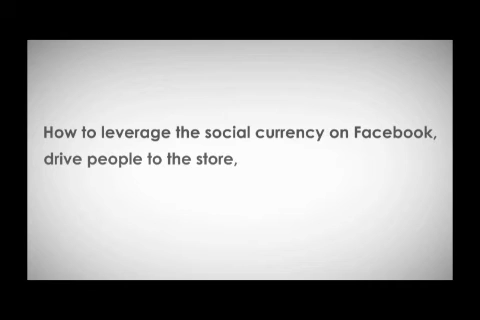 How to leverage the social currency on Facebook,
drive people to the store,